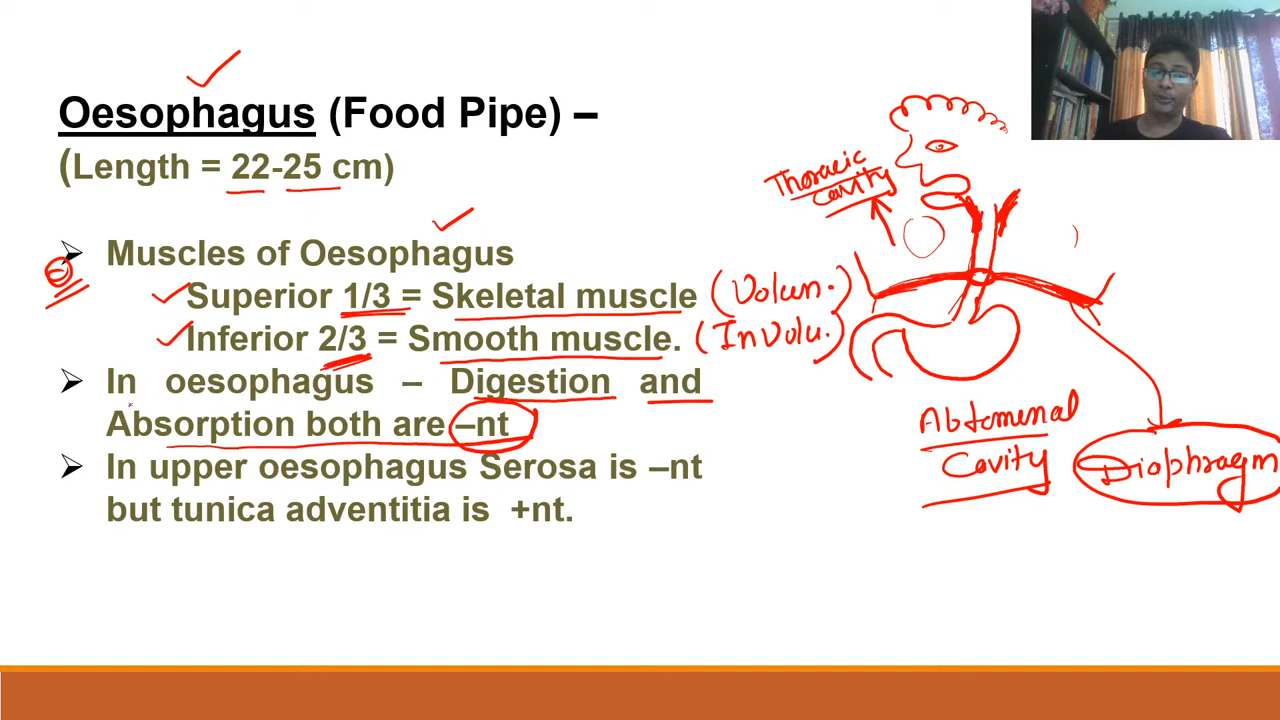 Oesophagus (Food Pipe) –
(Length = 22-25 cm)
Muscles of Oesophagus
Superior 1/3 = Skeletal muscle (Volun.)
Inferior 2/3 = Smooth muscle. (Involu.)
In oesophagus – Digestion and
Absorption both are –nt
In upper oesophagus Serosa is –nt
but tunica adventitia is +nt.
Thoracic
Cavity
Abtomenal
Cavity
Diaphragm